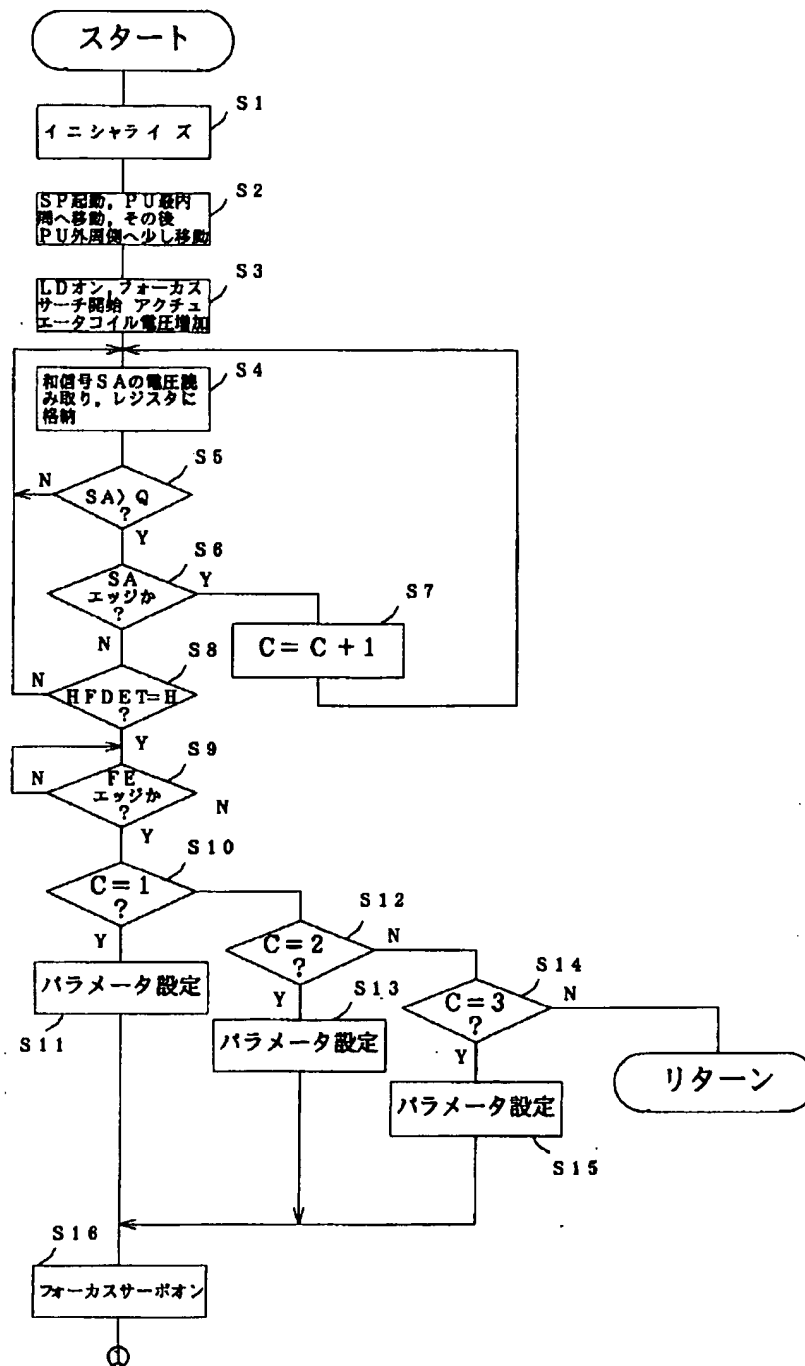 スタート
S1
イニシャライズ
S2
SP起動，PU最内
周へ移動，その後
PU外周側へ少し移動
S3
LDオン，フォーカス
サーチ開始 アクチュ
エータコイル電圧増加
S4
和信号SAの電圧読
み取り，レジスタに
格納
S5
N
SA＞Q
？
Y
S6
SA
エッジか
？
Y
S7
C＝C＋1
N
S8
N
HFDET=H
？
Y
S9
N
FE
エッジか
？
N
Y
S10
C＝1
？
S12
Y
C＝2
？
N
S14
パラメータ設定
Y
S13
C＝3
？
N
S11
パラメータ設定
Y
リターン
パラメータ設定
S15
S16
フォーカスサーボオン
①